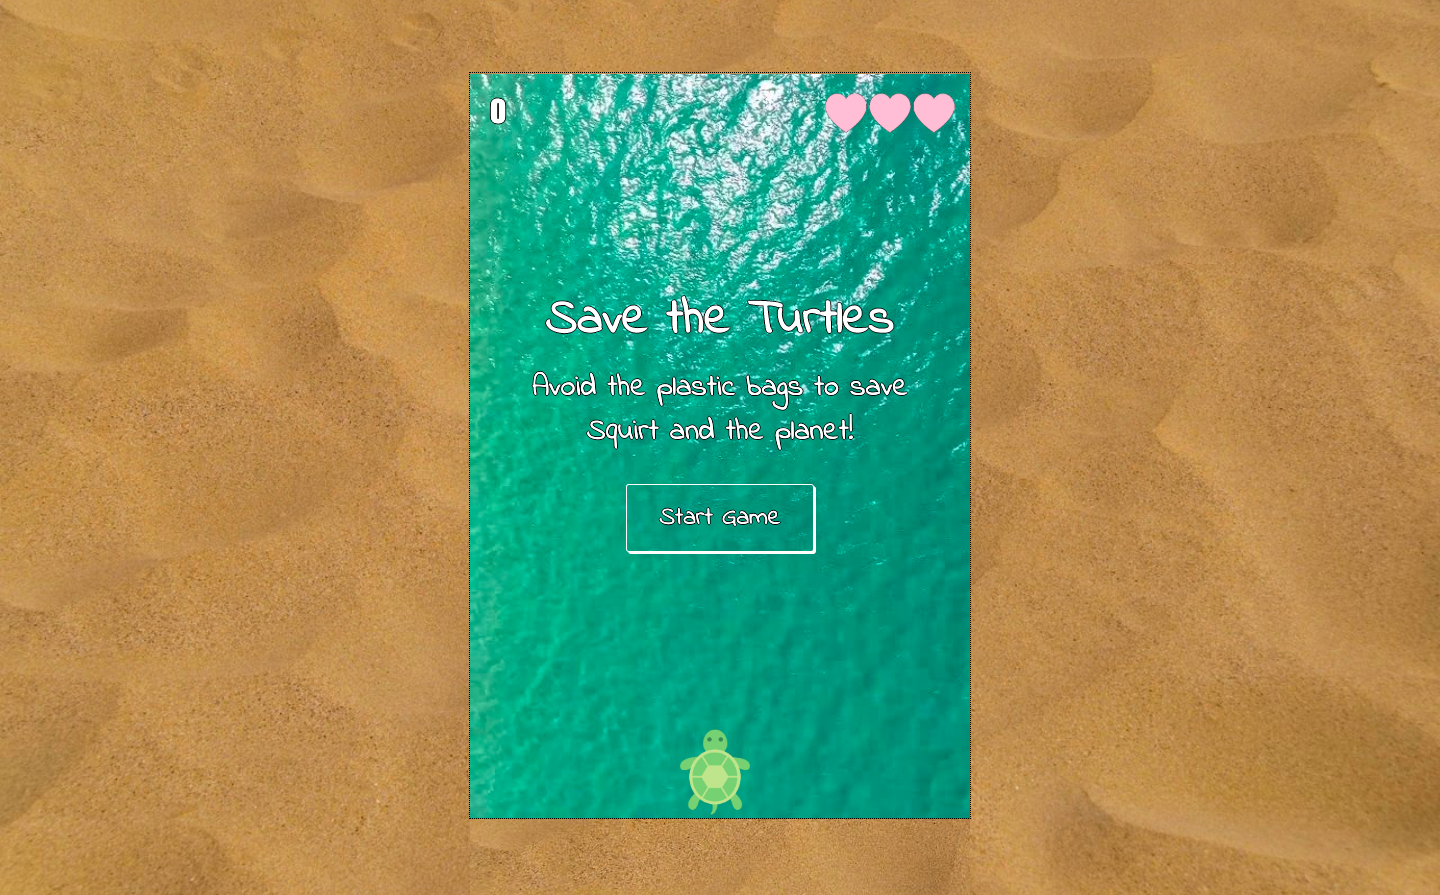 0
Save the Turtles
Avoid the plastic bags to save
Squirt and the planet!
Start Game